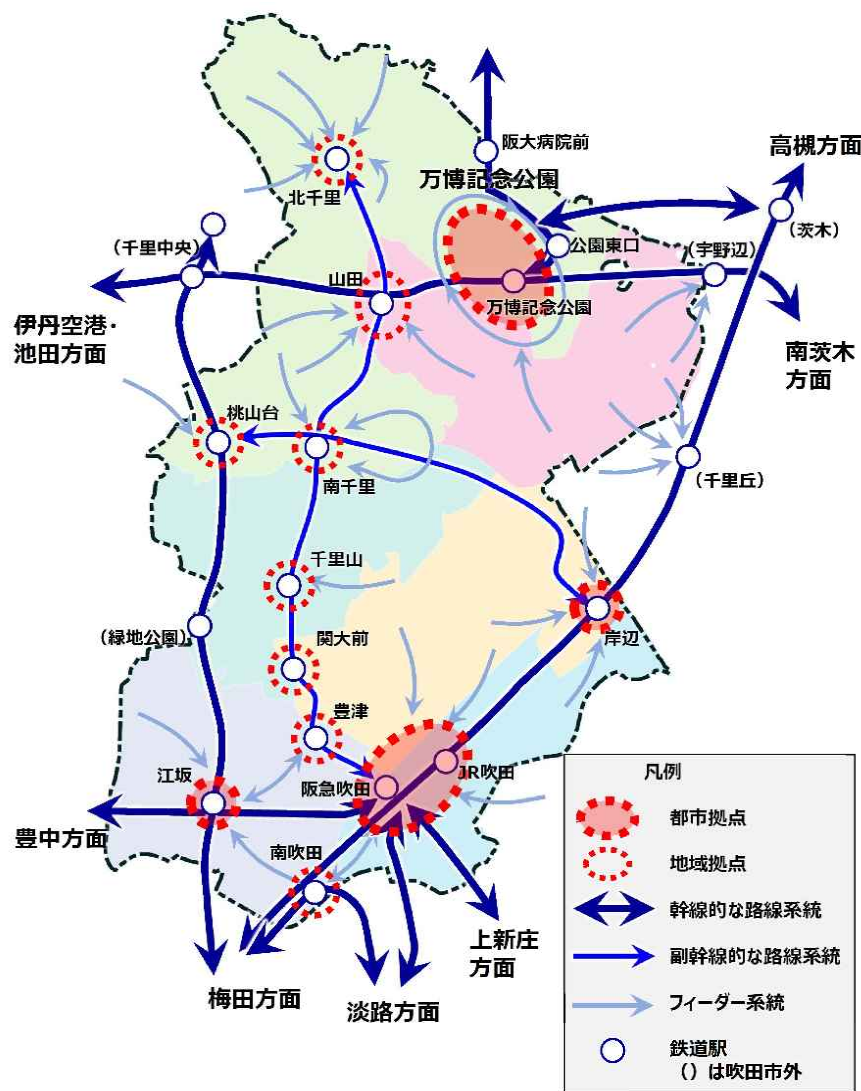 阪大病院前
高槻方面
万博記念公園
北千里
(茨木)
公園東口
(宇野辺)
(千里中央)
山田
万博記念公園
伊丹空港・
池田方面
南茨木
方面
桃山台
南千里
(千里丘)
千里山
(緑地公園)
関大前
岸辺
豊津
江坂
阪急吹田
JR吹田
豊中方面
南吹田
上新庄
方面
梅田方面
淡路方面
凡例
都市拠点
地域拠点
幹線的な路線系統
副幹線的な路線系統
フィーダー系統
鉄道駅
()は吹田市外